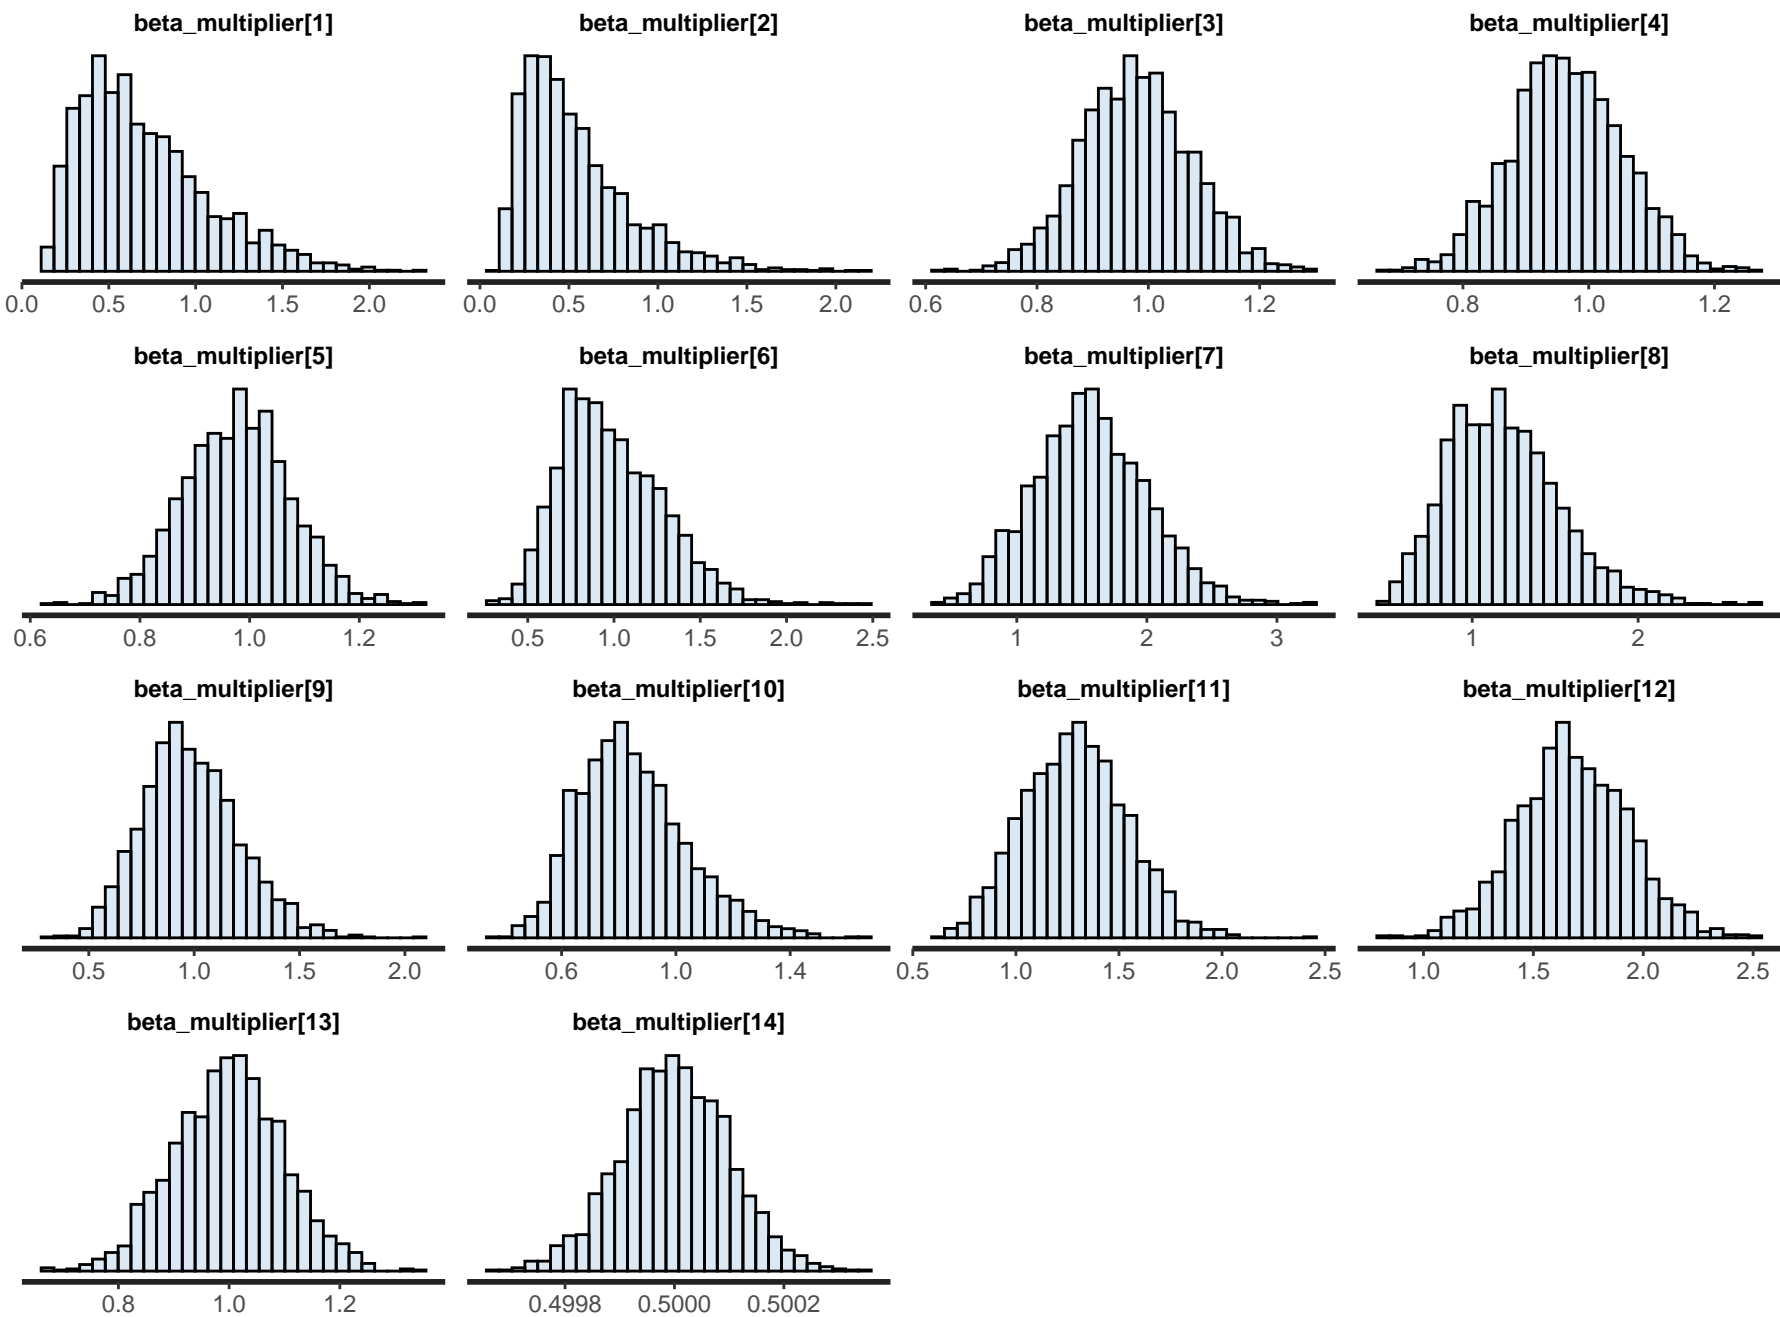 beta_multiplier[1] beta_multiplier[2] beta_multiplier[3] beta_multiplier[4]
0.0 0.5 1.0 1.5 2.0 0.0 0.5 1.0 1.5 2.0 0.6 0.8 1.0 1.2 0.8 1.0 1.2
beta_multiplier[5] beta_multiplier[6] beta_multiplier[7] beta_multiplier[8]
0.6 0.8 1.0 1.2 0.5 1.0 1.5 2.0 2.5 1 2 3 1 2
beta_multiplier[9] beta_multiplier[10] beta_multiplier[11] beta_multiplier[12]
0.5 1.0 1.5 2.0 0.6 1.0 1.4 0.5 1.0 1.5 2.0 2.5 1.0 1.5 2.0 2.5
beta_multiplier[13] beta_multiplier[14]
0.8 1.0 1.2 0.4998 0.5000 0.5002